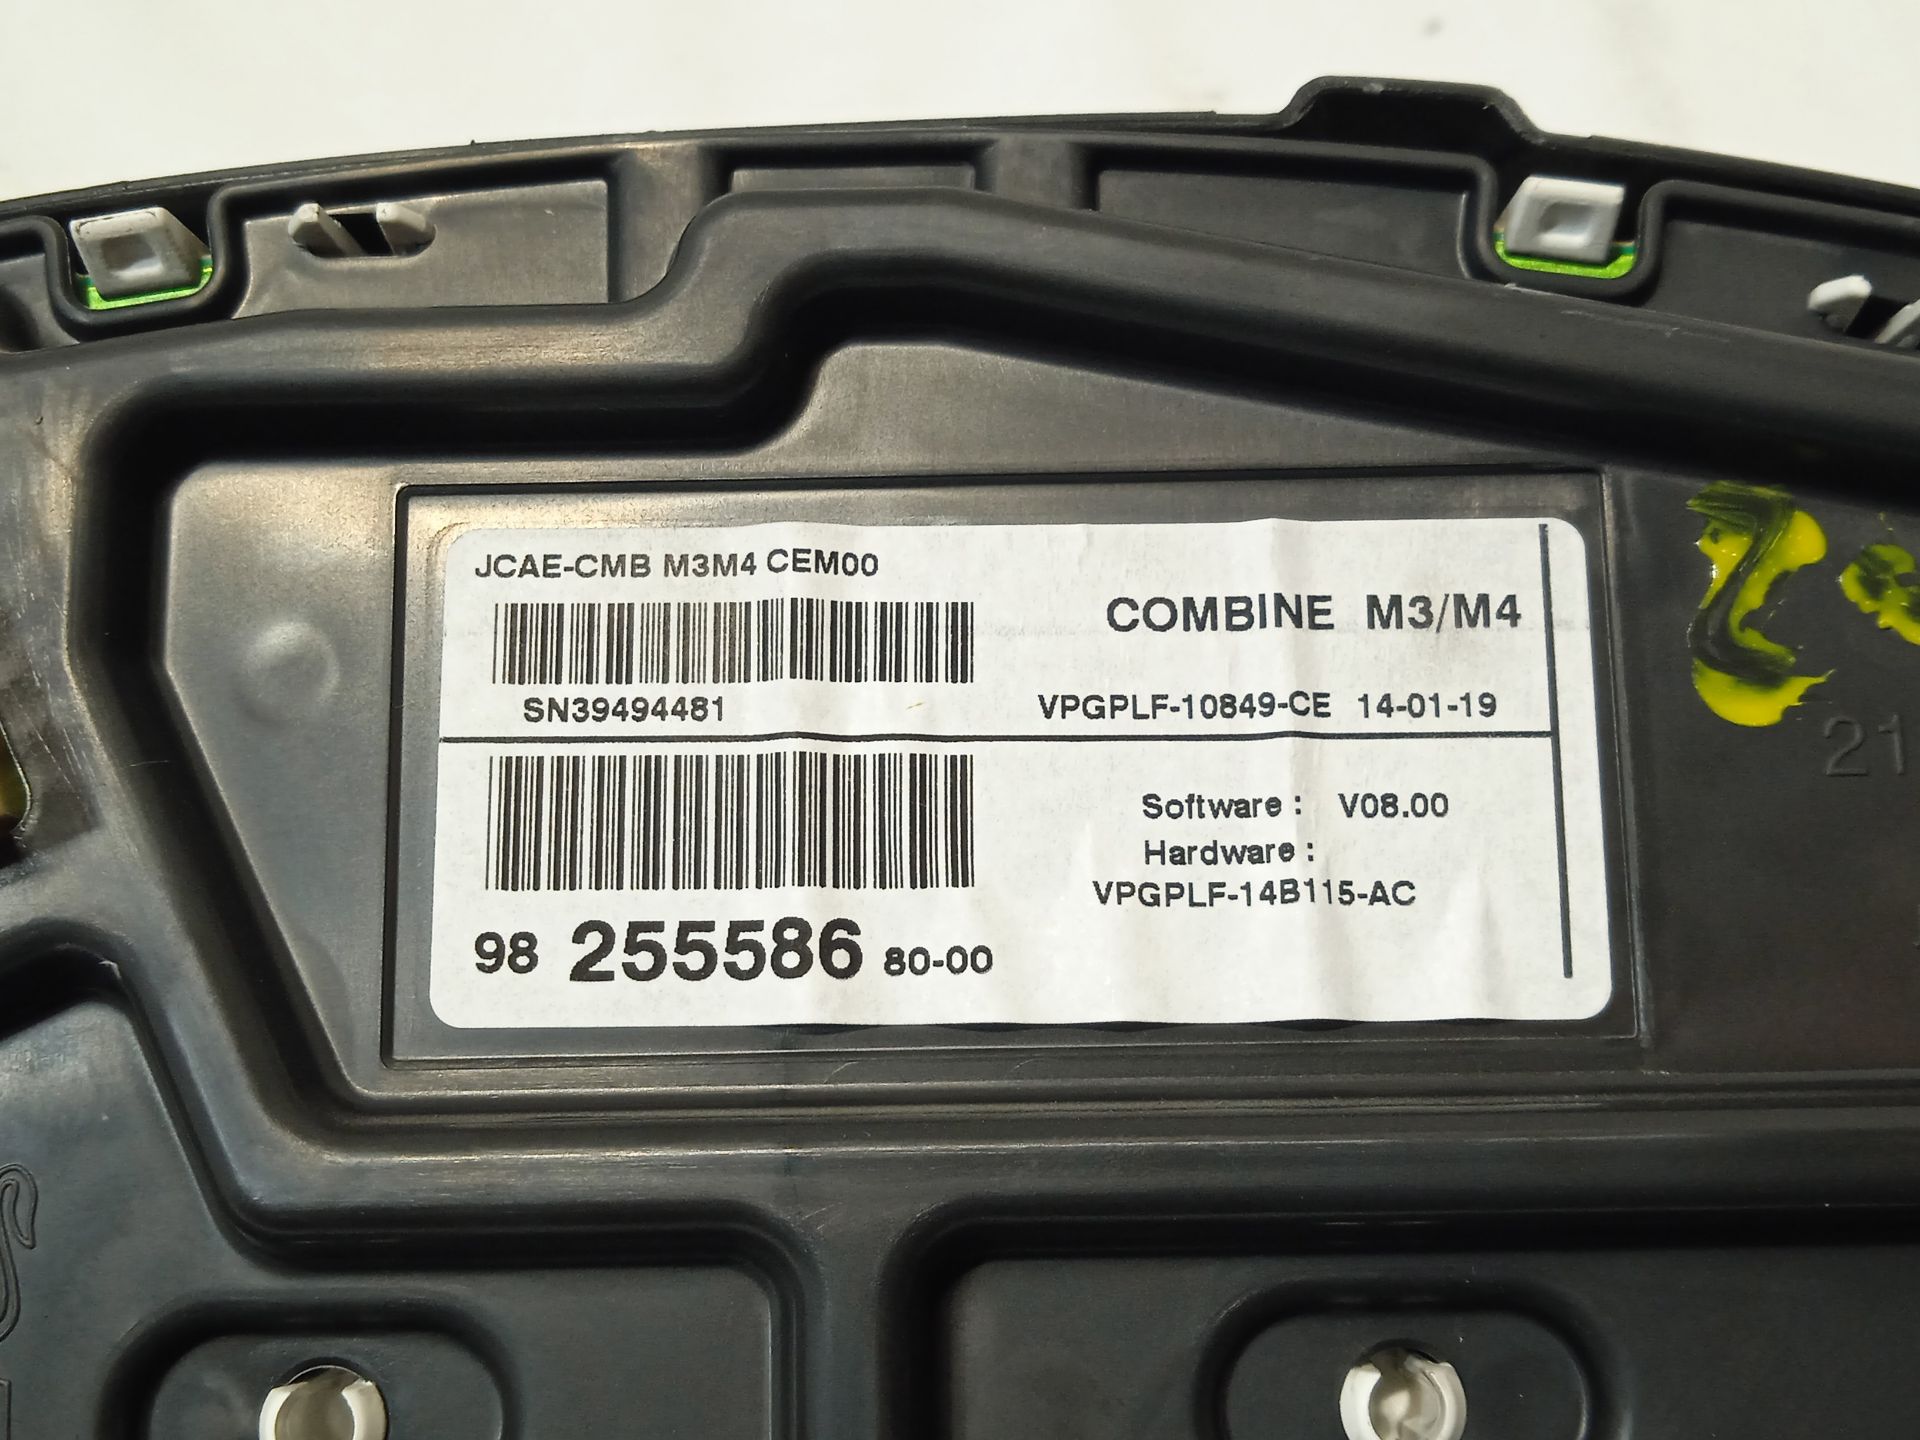 JCAE-CMB M3M4 CEM00
COMBINE M3/M4
SN39494481
VPGPLF-10849-CE 14-01-19
Software : V08.00
Hardware :
VPGPLF-14B115-AC
98 255586 80-00
21